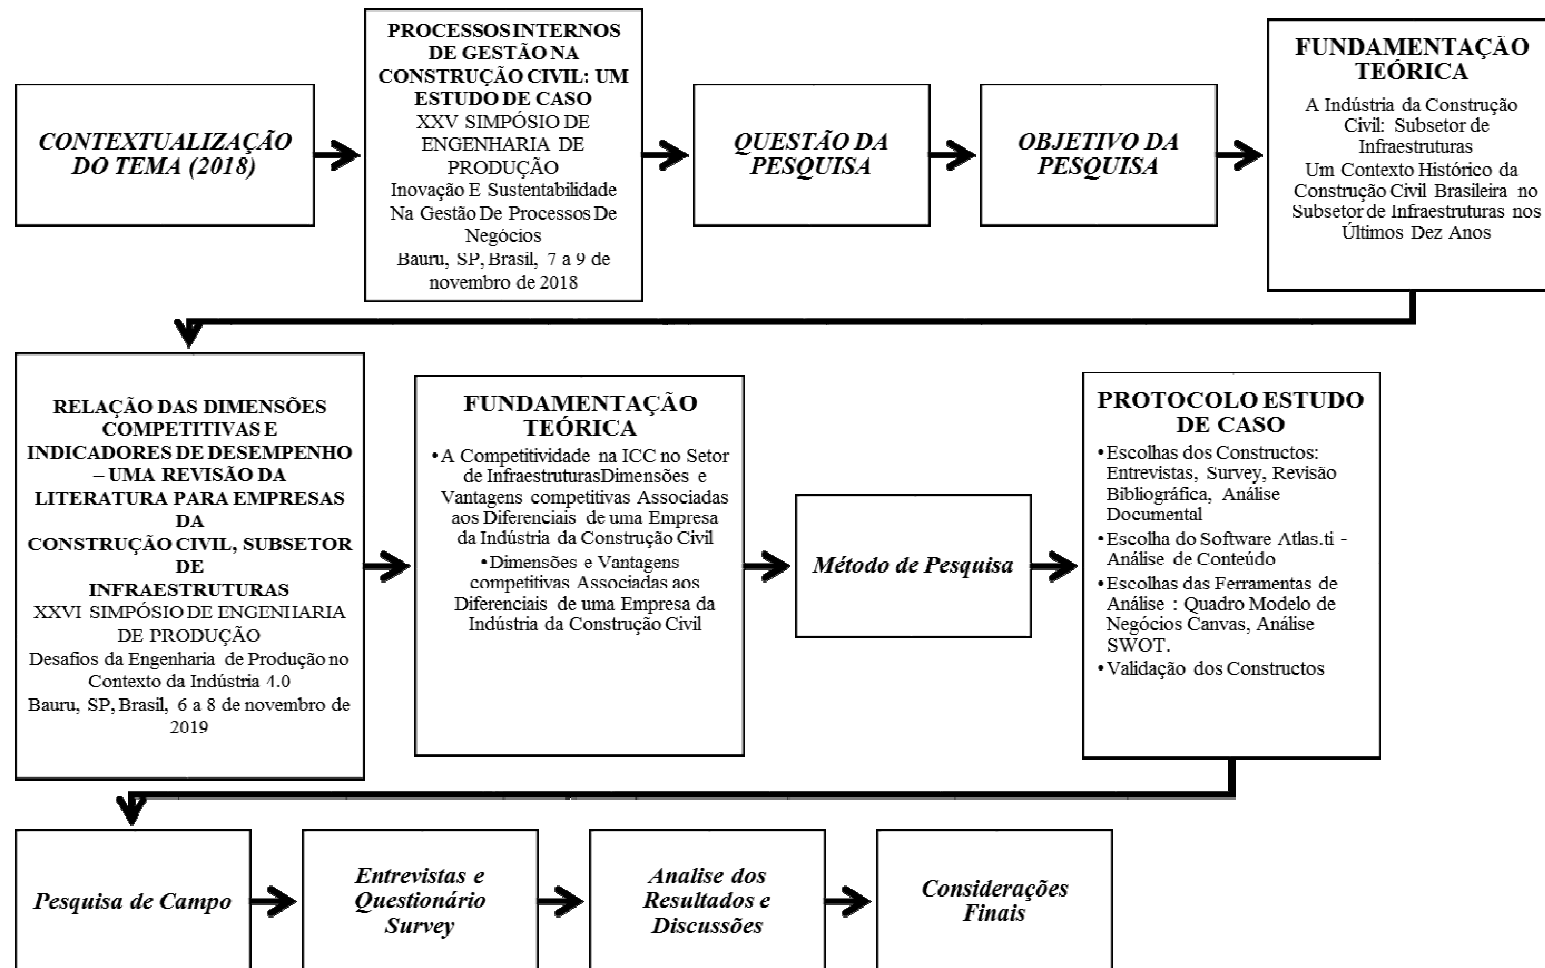 CONTEXTUALIZAÇÃO
DO TEMA (2018)
PROCESSOS INTERNOS
DE GESTÃO NA
CONSTRUÇÃO CIVIL: UM
ESTUDO DE CASO
XXV SIMPÓSIO DE
ENGENHARIA DE
PRODUÇÃO
Inovação E Sustentabilidade
Na Gestão De Processos De
Negócios
Bauru, SP, Brasil, 7 a 9 de
novembro de 2018
QUESTÃO DA
PESQUISA
OBJETIVO DA
PESQUISA
FUNDAMENTAÇÃO
TEÓRICA
A Indústria da Construção
Civil: Subsetor de
Infraestruturas
Um Contexto Histórico da
Construção Civil Brasileira no
Subsetor de Infraestruturas nos
Últimos Dez Anos
RELAÇÃO DAS DIMENSÕES
COMPETITIVAS E
INDICADORES DE DESEMPENHO
– UMA REVISÃO DA
LITERATURA PARA EMPRESAS
DA
CONSTRUÇÃO CIVIL, SUBSETOR
DE
INFRAESTRUTURAS
XXVI SIMPÓSIO DE ENGENHARIA
DE PRODUÇÃO
Desafios da Engenharia de Produção no
Contexto da Indústria 4.0
Bauru, SP, Brasil, 6 a 8 de novembro de
2019
FUNDAMENTAÇÃO
TEÓRICA
•A Competitividade na ICC no Setor
de InfraestruturasDimensões e
Vantagens competitivas Associadas
aos Diferenciais de uma Empresa
da Indústria da Construção Civil
•Dimensões e Vantagens
competitivas Associadas aos
Diferenciais de uma Empresa da
Indústria da Construção Civil
Método de Pesquisa
PROTOCOLO ESTUDO
DE CASO
•Escolhas dos Constructos:
Entrevistas, Survey, Revisão
Bibliográfica, Análise
Documental
•Escolha do Software Atlas.ti -
Análise de Conteúdo
•Escolhas das Ferramentas de
Análise : Quadro Modelo de
Negócios Canvas, Análise
SWOT.
•Validação dos Constructos
Pesquisa de Campo
Entrevistas e
Questionário
Survey
Analise dos
Resultados e
Discussões
Considerações
Finais